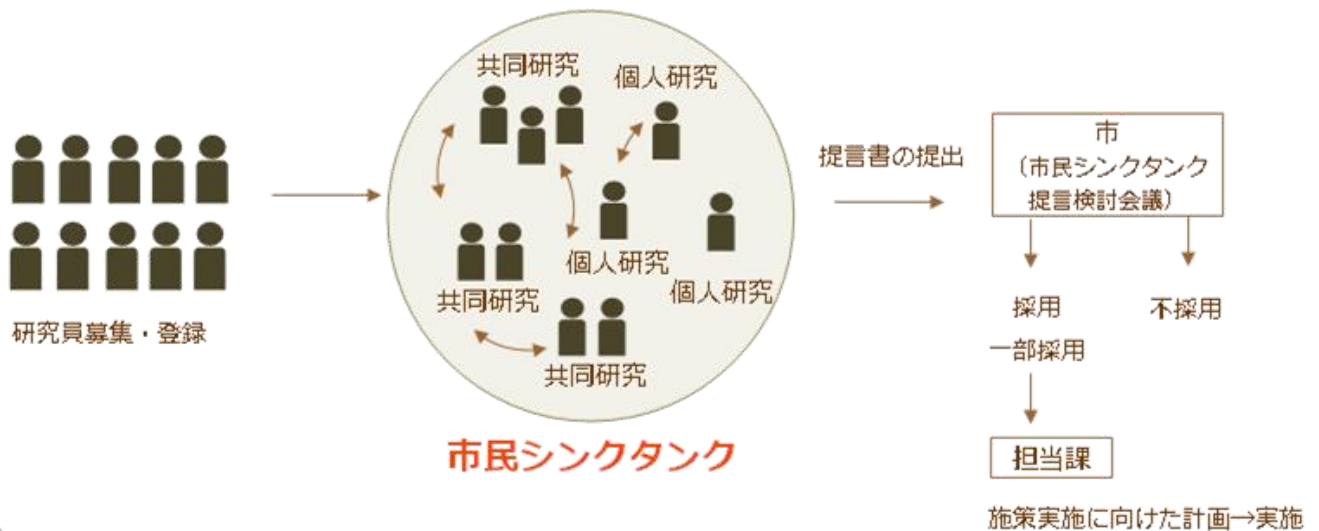 研究員募集・登録
共同研究
個人研究
個人研究
共同研究
個人研究
共同研究
市民シンクタンク
提言書の提出
市
（市民シンクタンク
提言検討会議）
採用
一部採用
不採用
担当課
施策実施に向けた計画→実施